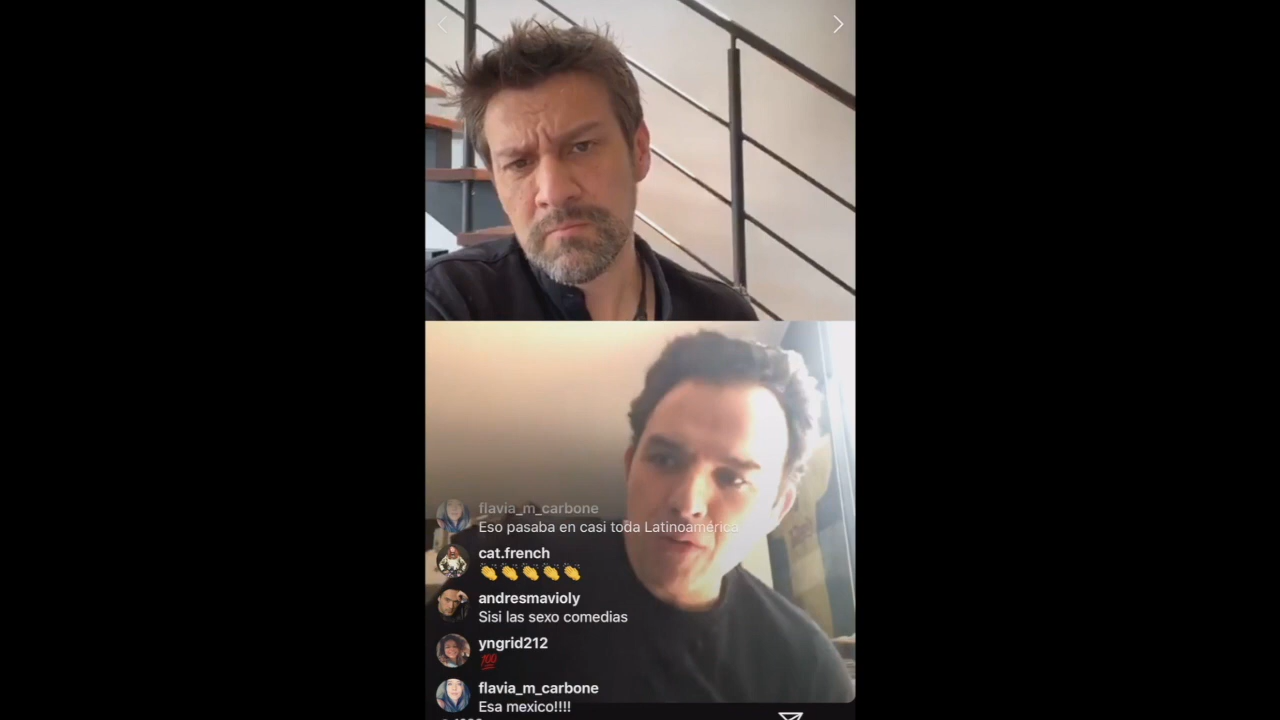 flavia_m_carbone
Eso pasaba en casi toda Latinoamérica
cat.french
👏👏👏👏👏
andresmavioly
Sisi las sexo comedias
yngrid212
💯
flavia_m_carbone
Esa mexico!!!!